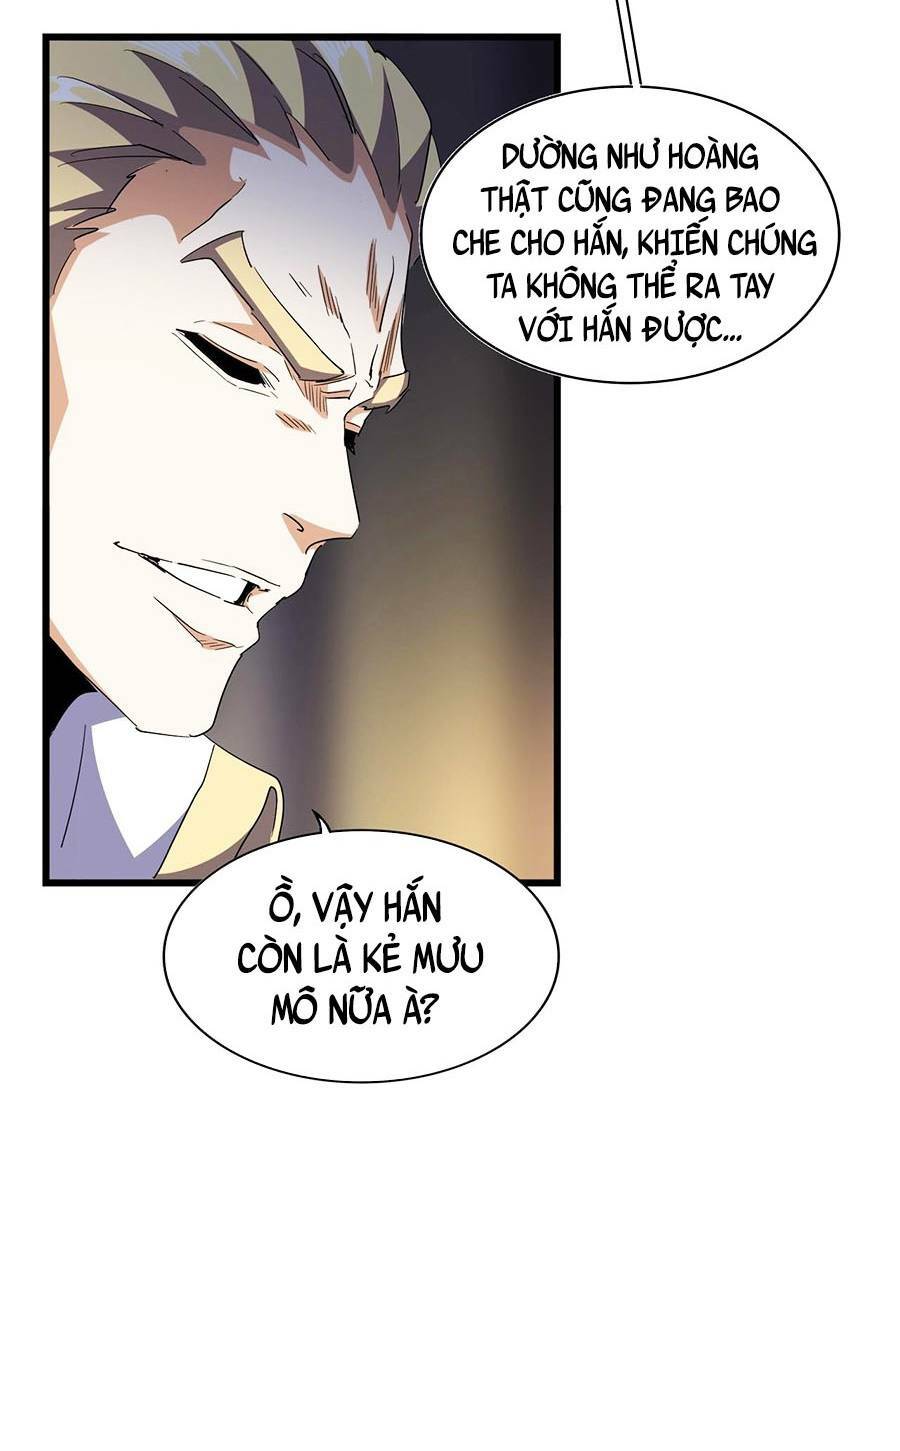 DƯỜNG NHƯ HOÀNG
THẬT CŨNG ĐANG BAO
CHE CHO HẮN, KHIẾN CHÚNG
TA KHÔNG THỂ RA TAY
VỚI HẮN ĐƯỢC...
Ồ, VẬY HẮN
CÒN LÀ KẺ MƯU
MÔ NỮA À?